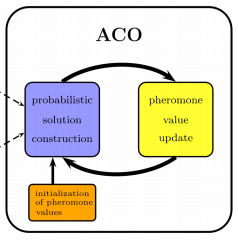 ACO
probabilistic
solution
construction
pheromone
value
update
initialization
of pheromone
values